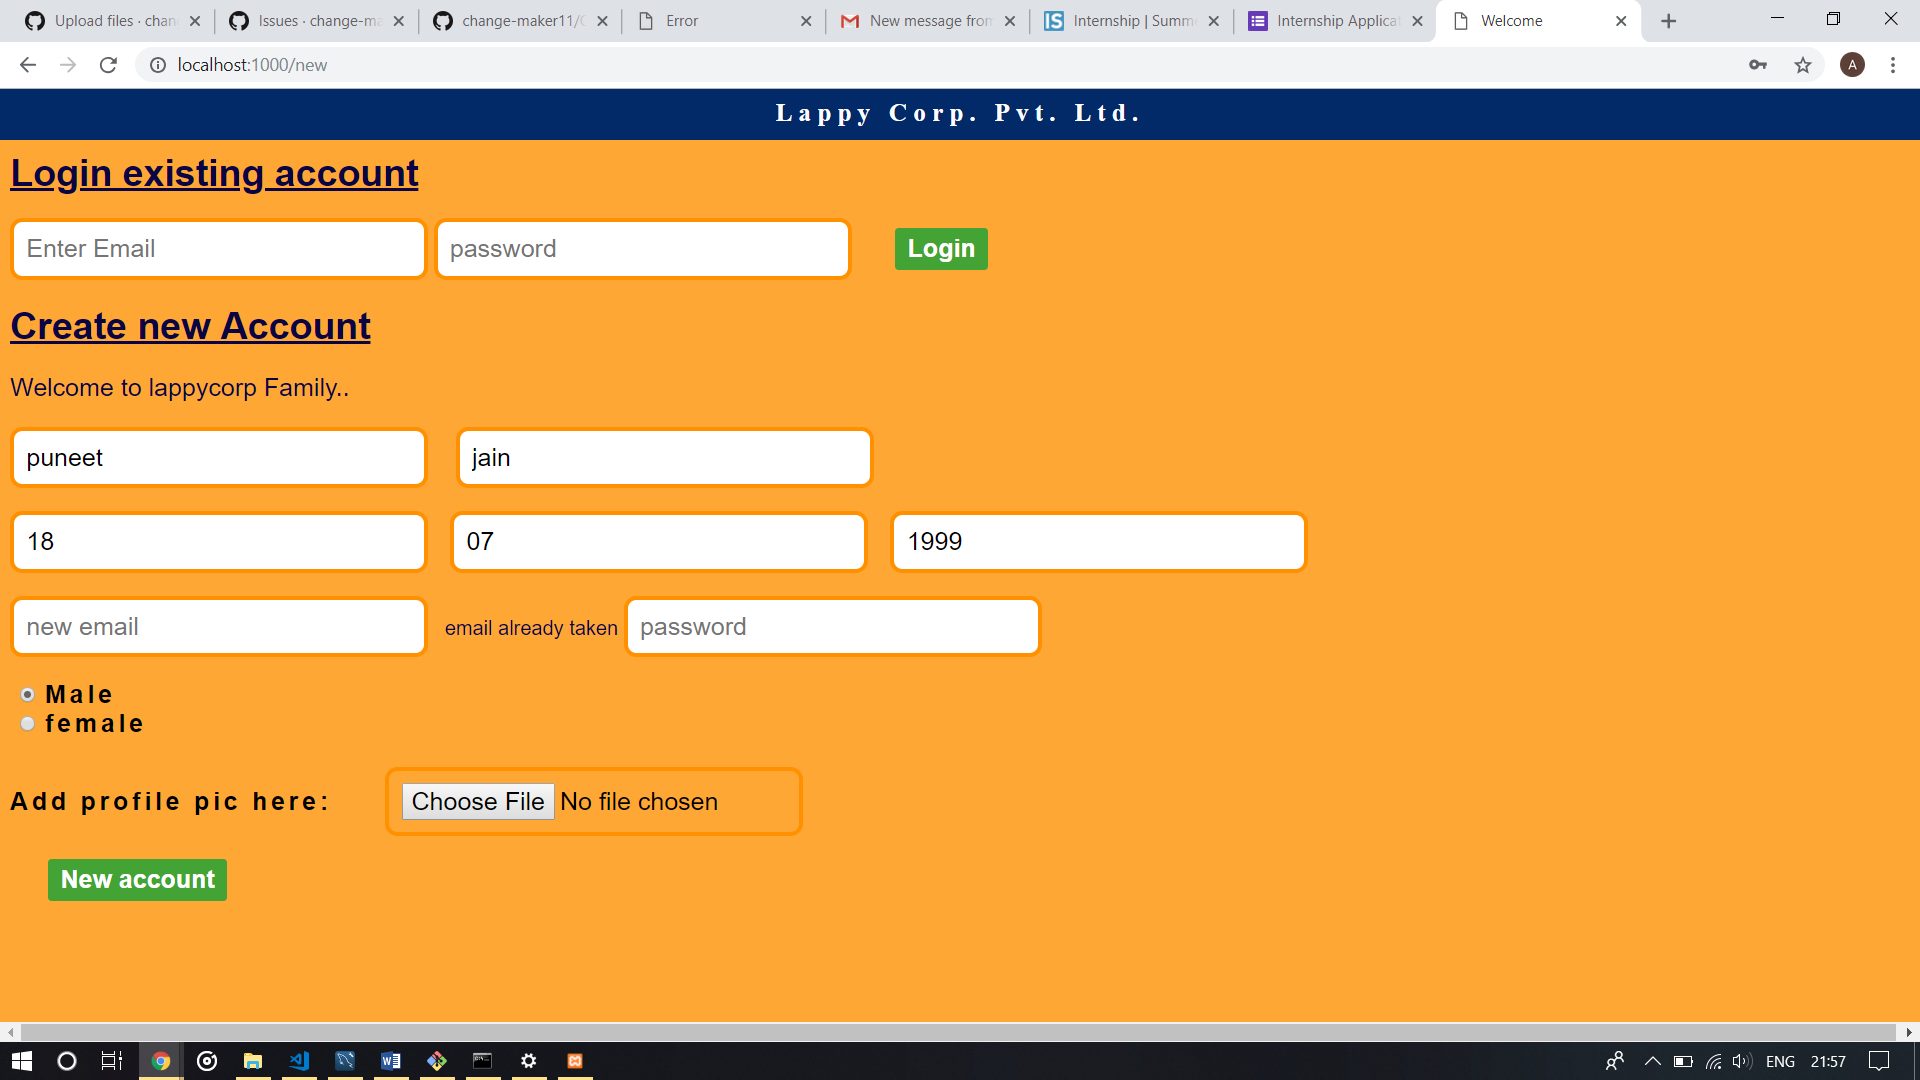 Upload files · chan
Issues · change-ma
change-maker11/
Error
New message from
Internship | Summ
Internship Applica
Welcome
localhost:1000/new
A
Lappy Corp. Pvt. Ltd.
Login existing account
Enter Email
password
Login
Create new Account
Welcome to lappycorp Family..
puneet
jain
18
07
1999
new email
email already taken
password
Male
female
Add profile pic here:
Choose File
No file chosen
New account
ENG
21:57